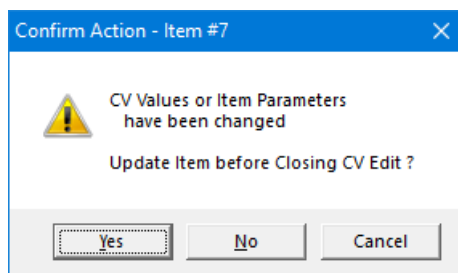 Confirm Action - Item #7
CV Values or Item Parameters
have been changed
Update Item before Closing CV Edit ?
Yes No Cancel